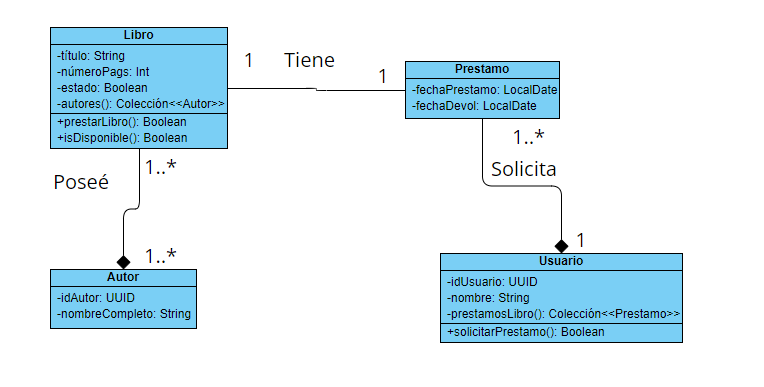 Libro
-título: String
-númeroPags: Int
-estado: Boolean
-autores(): Colección<<Autor>>
+prestarLibro(): Boolean
+isDisponible(): Boolean
1
Tiene
1
Prestamo
-fechaPrestamo: LocalDate
-fechaDevol: LocalDate
1..*
Poseé
1..*
Autor
-idAutor: UUID
-nombreCompleto: String
1..*
Solicita
1
Usuario
-idUsuario: UUID
-nombre: String
-prestamosLibro(): Colección<<Prestamo>>
+solicitarPrestamo(): Boolean